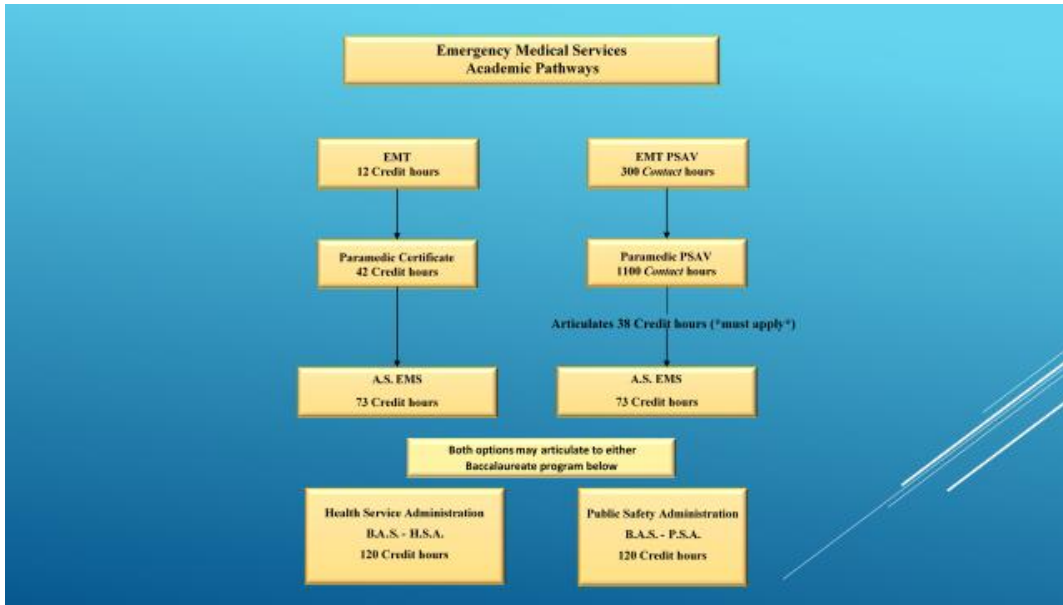 Emergency Medical Services
Academic Pathways
EMT
12 Credit hours
EMT PSAV
300 Contact hours
Paramedic Certificate
42 Credit hours
Paramedic PSAV
1100 Contact hours
Articulates 38 Credit hours (*must apply*)
A.S. EMS
73 Credit hours
A.S. EMS
73 Credit hours
Both options may articulate to either
Baccalaureate program below
Health Service Administration
B.A.S. - H.S.A.
120 Credit hours
Public Safety Administration
B.A.S. - P.S.A.
120 Credit hours